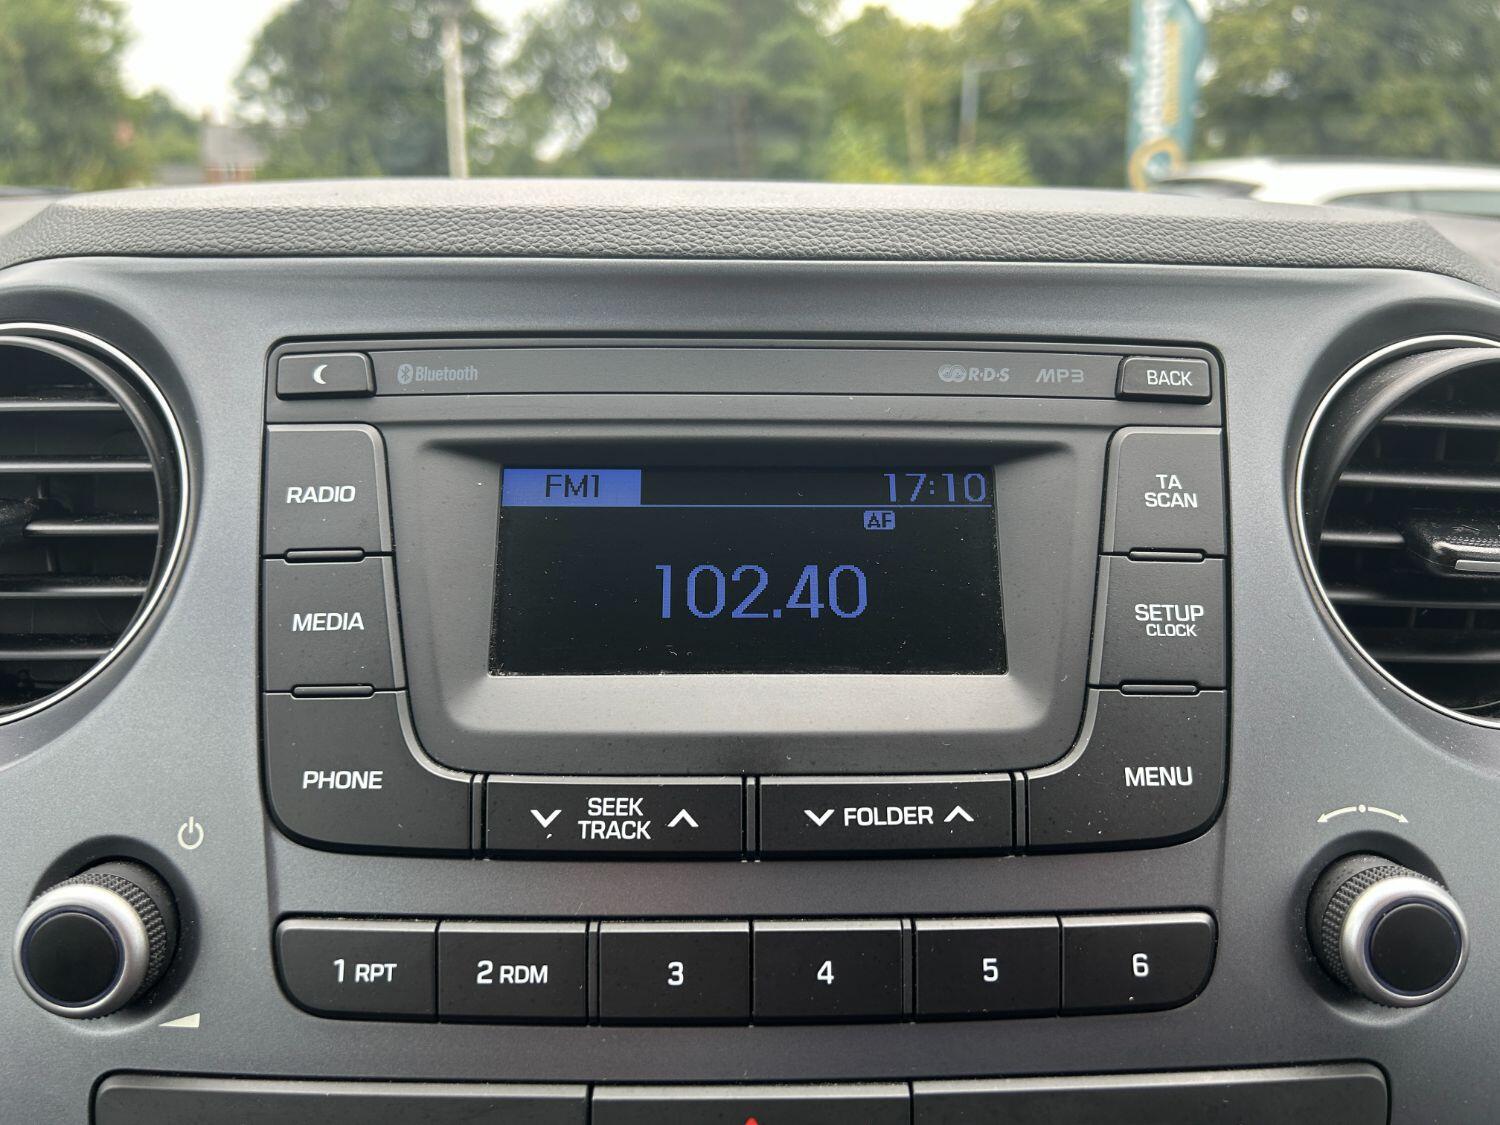 Bluetooth
R·D·S
MP3
BACK
RADIO
FM1
17:10
TA
SCAN
AF
102.40
MEDIA
SETUP
CLOCK
PHONE
SEEK
TRACK
FOLDER
MENU
1 RPT
2 RDM
3
4
5
6